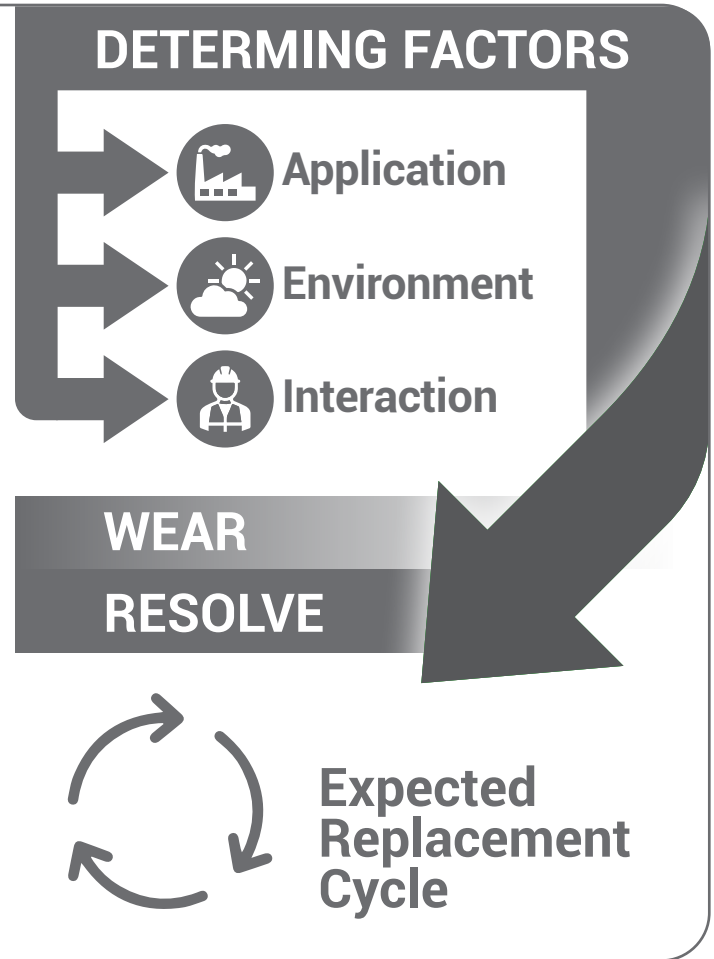 DETERMING FACTORS
Application
Environment
Interaction
WEAR
RESOLVE
Expected
Replacement
Cycle